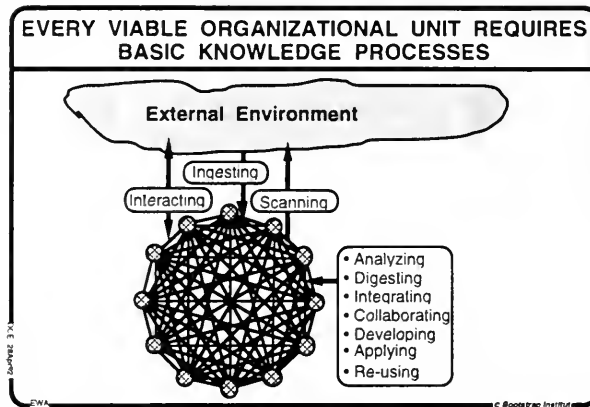 EVERY VIABLE ORGANIZATIONAL UNIT REQUIRES
BASIC KNOWLEDGE PROCESSES
External Environment
Ingesting
Interacting
Scanning
• Analyzing
• Digesting
• Integrating
• Collaborating
• Developing
• Applying
• Re-using
EWA
© Bootstrap Institute